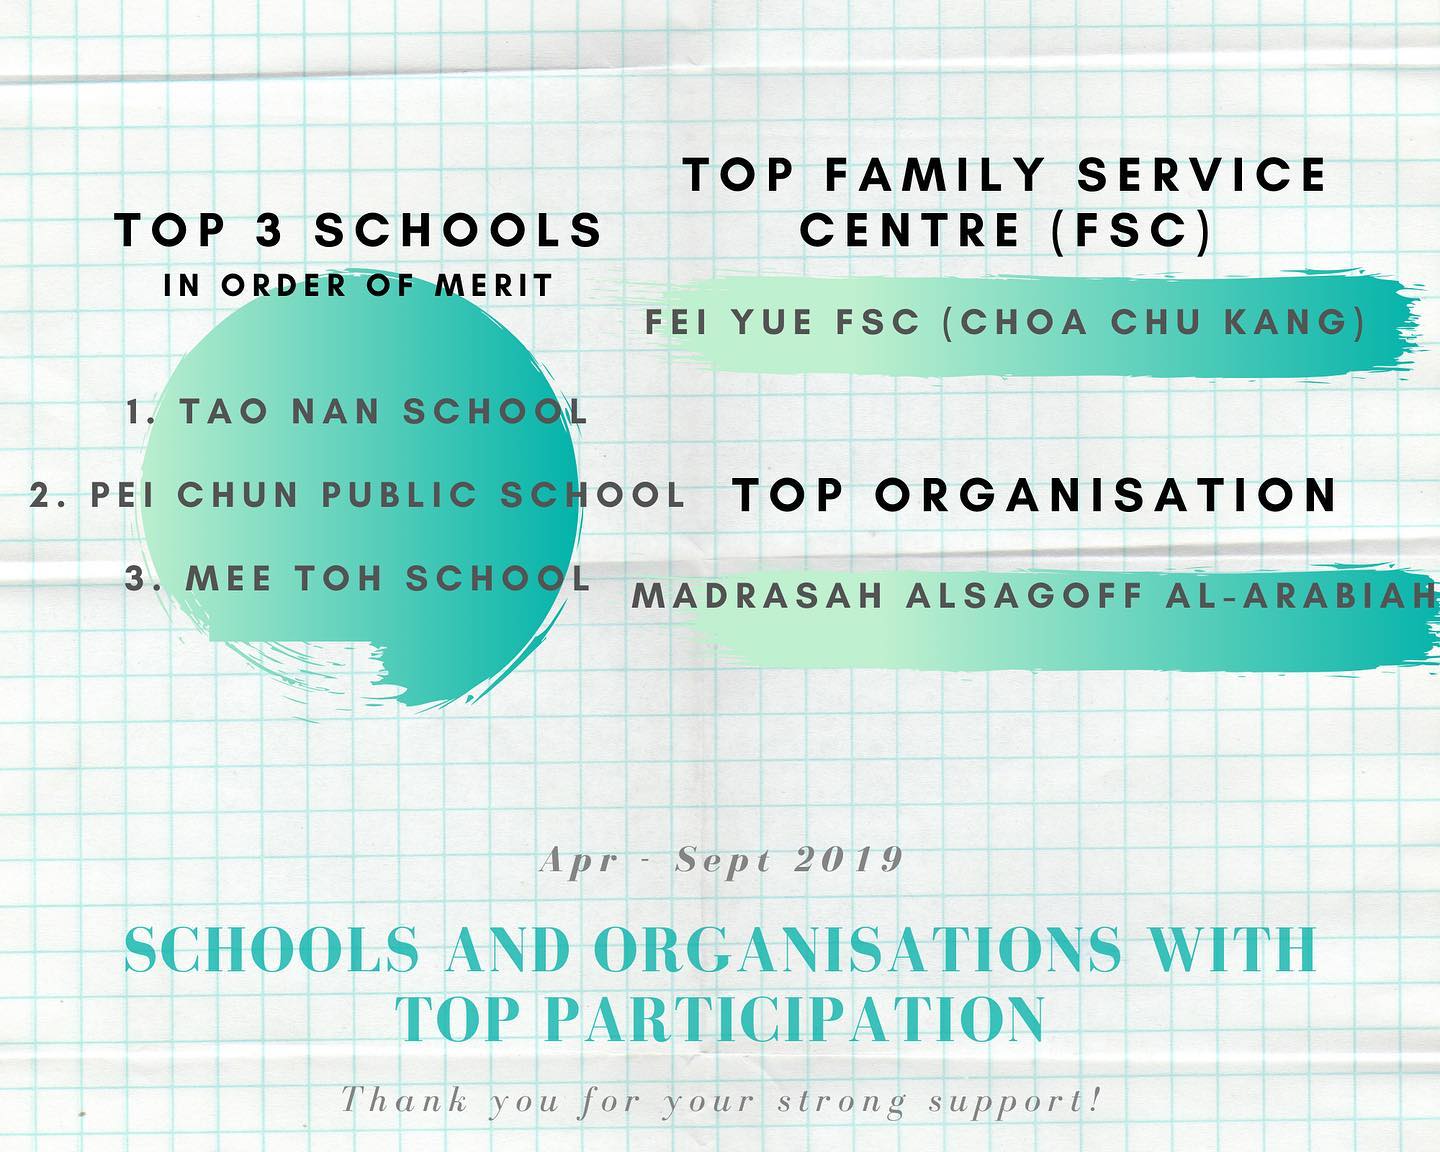 TOP 3 SCHOOLS
IN ORDER OF MERIT
1. TAO NAN SCHOOL
2. PEI CHUN PUBLIC SCHOOL
3. MEE TOH SCHOOL
TOP FAMILY SERVICE
CENTRE (FSC)
FEI YUE FSC (CHOA CHU KANG)
TOP ORGANISATION
MADRASAH ALSAGOFF AL-ARABIAH
Apr - Sept 2019
SCHOOLS AND ORGANISATIONS WITH
TOP PARTICIPATION
Thank you for your strong support!